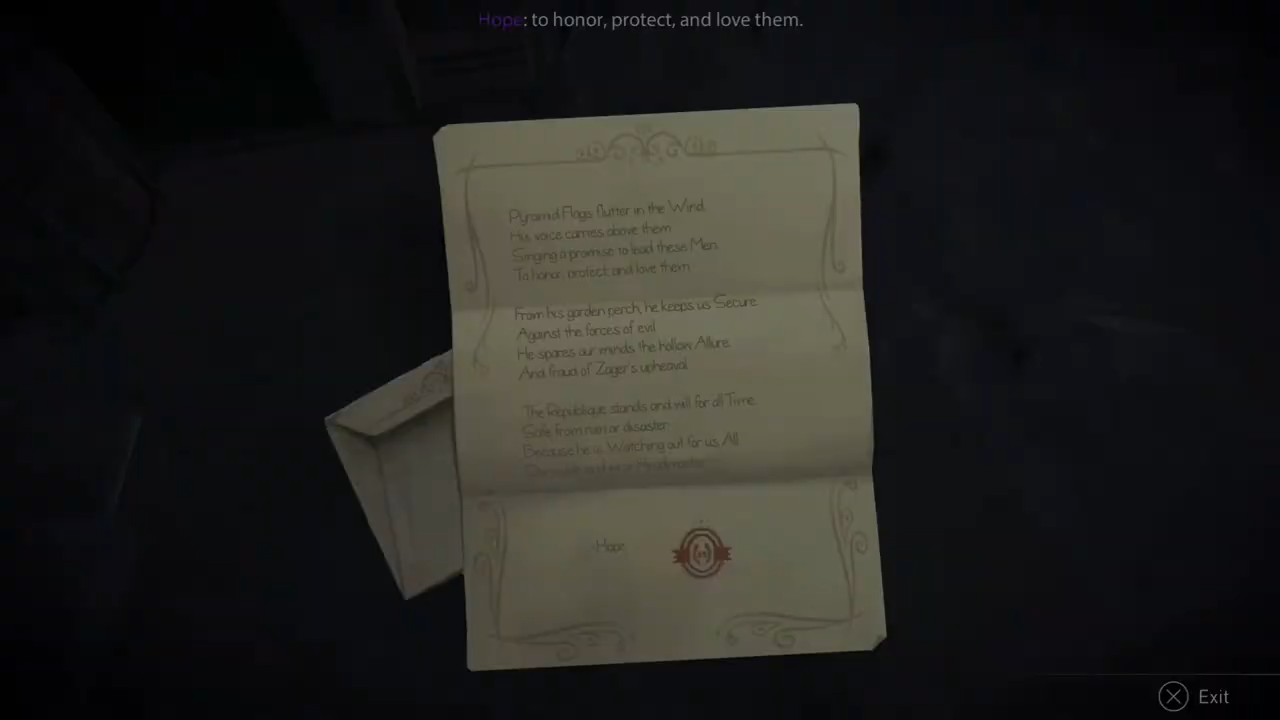 Hope: to honor, protect, and love them.
Pyramid Flags flutter in the Wind.
His voice carries above them
Singing a promise to lead these Men
To honor, protect, and love them.
From his garden perch, he keeps us Secure
Against the forces of evil
He spares our minds the hollow Allure
And fraud of Zager's upheaval.
The Republique stands and will for all Time
Safe from ruin or disaster
Because he is Watching out for us All
-Hope
Exit